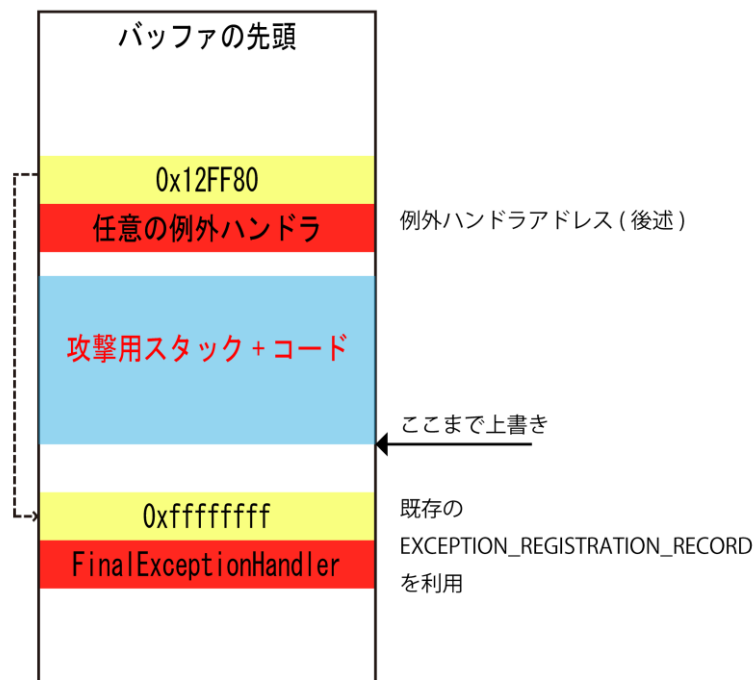 バッファの先頭
0x12FF80
任意の例外ハンドラ
例外ハンドラアドレス ( 後述 )
攻撃用スタック + コード
ここまで上書き
0xffffffff
FinalExceptionHandler
既存の
EXCEPTION_REGISTRATION_RECORD
を利用